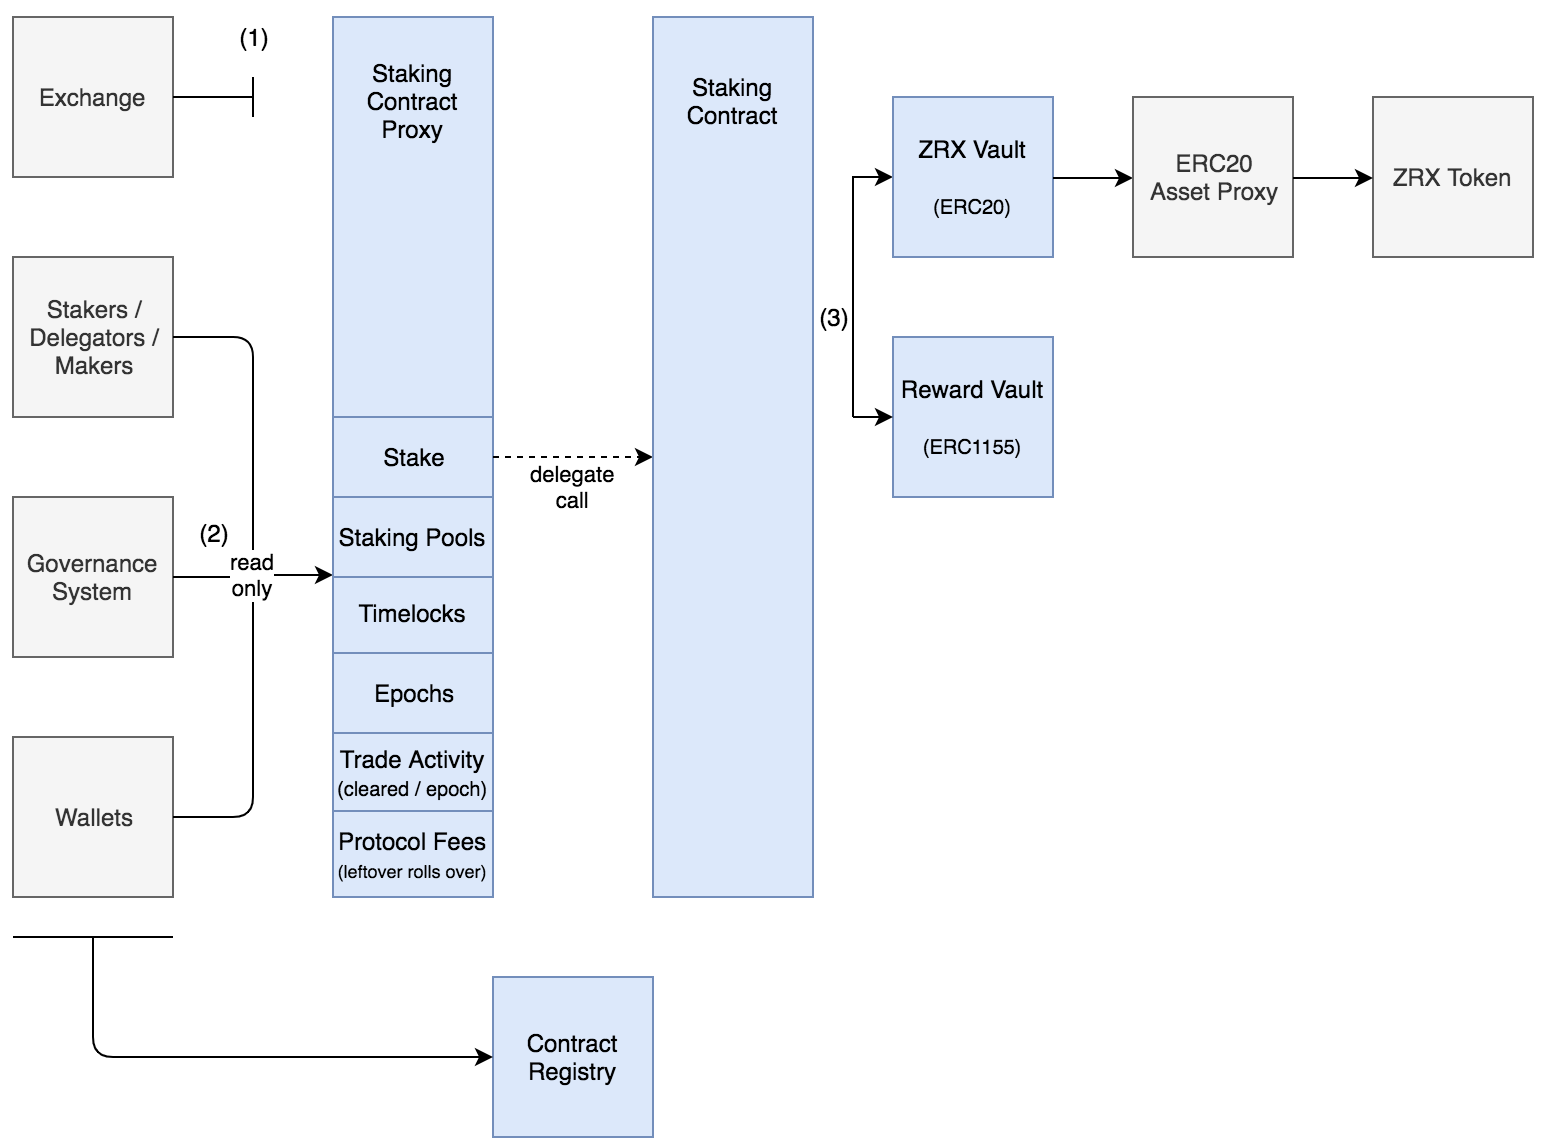 Exchange
(1)
Staking
Contract
Proxy
Staking
Contract
ZRX Vault
(ERC20)
ERC20
Asset Proxy
ZRX Token
Stakers /
Delegators /
Makers
(3)
Reward Vault
(ERC1155)
Stake
delegate
call
(2)
read
only
Governance
System
Staking Pools
Timelocks
Epochs
Trade Activity
(cleared / epoch)
Wallets
Protocol Fees
(leftover rolls over)
Contract
Registry